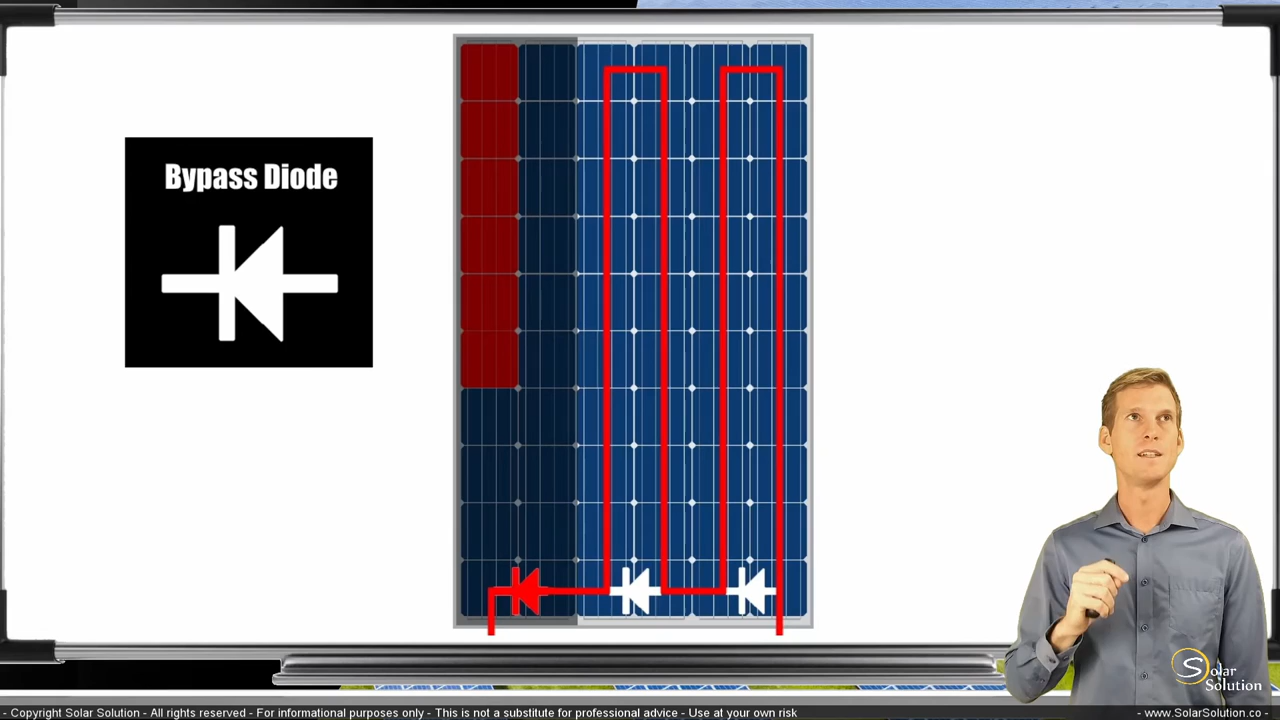 Bypass Diode
Solar
Solution
- Copyright Solar Solution - All rights reserved - For informational purposes only - This is not a substitute for professional advice - Use at your own risk
- www.SolarSolution.co -